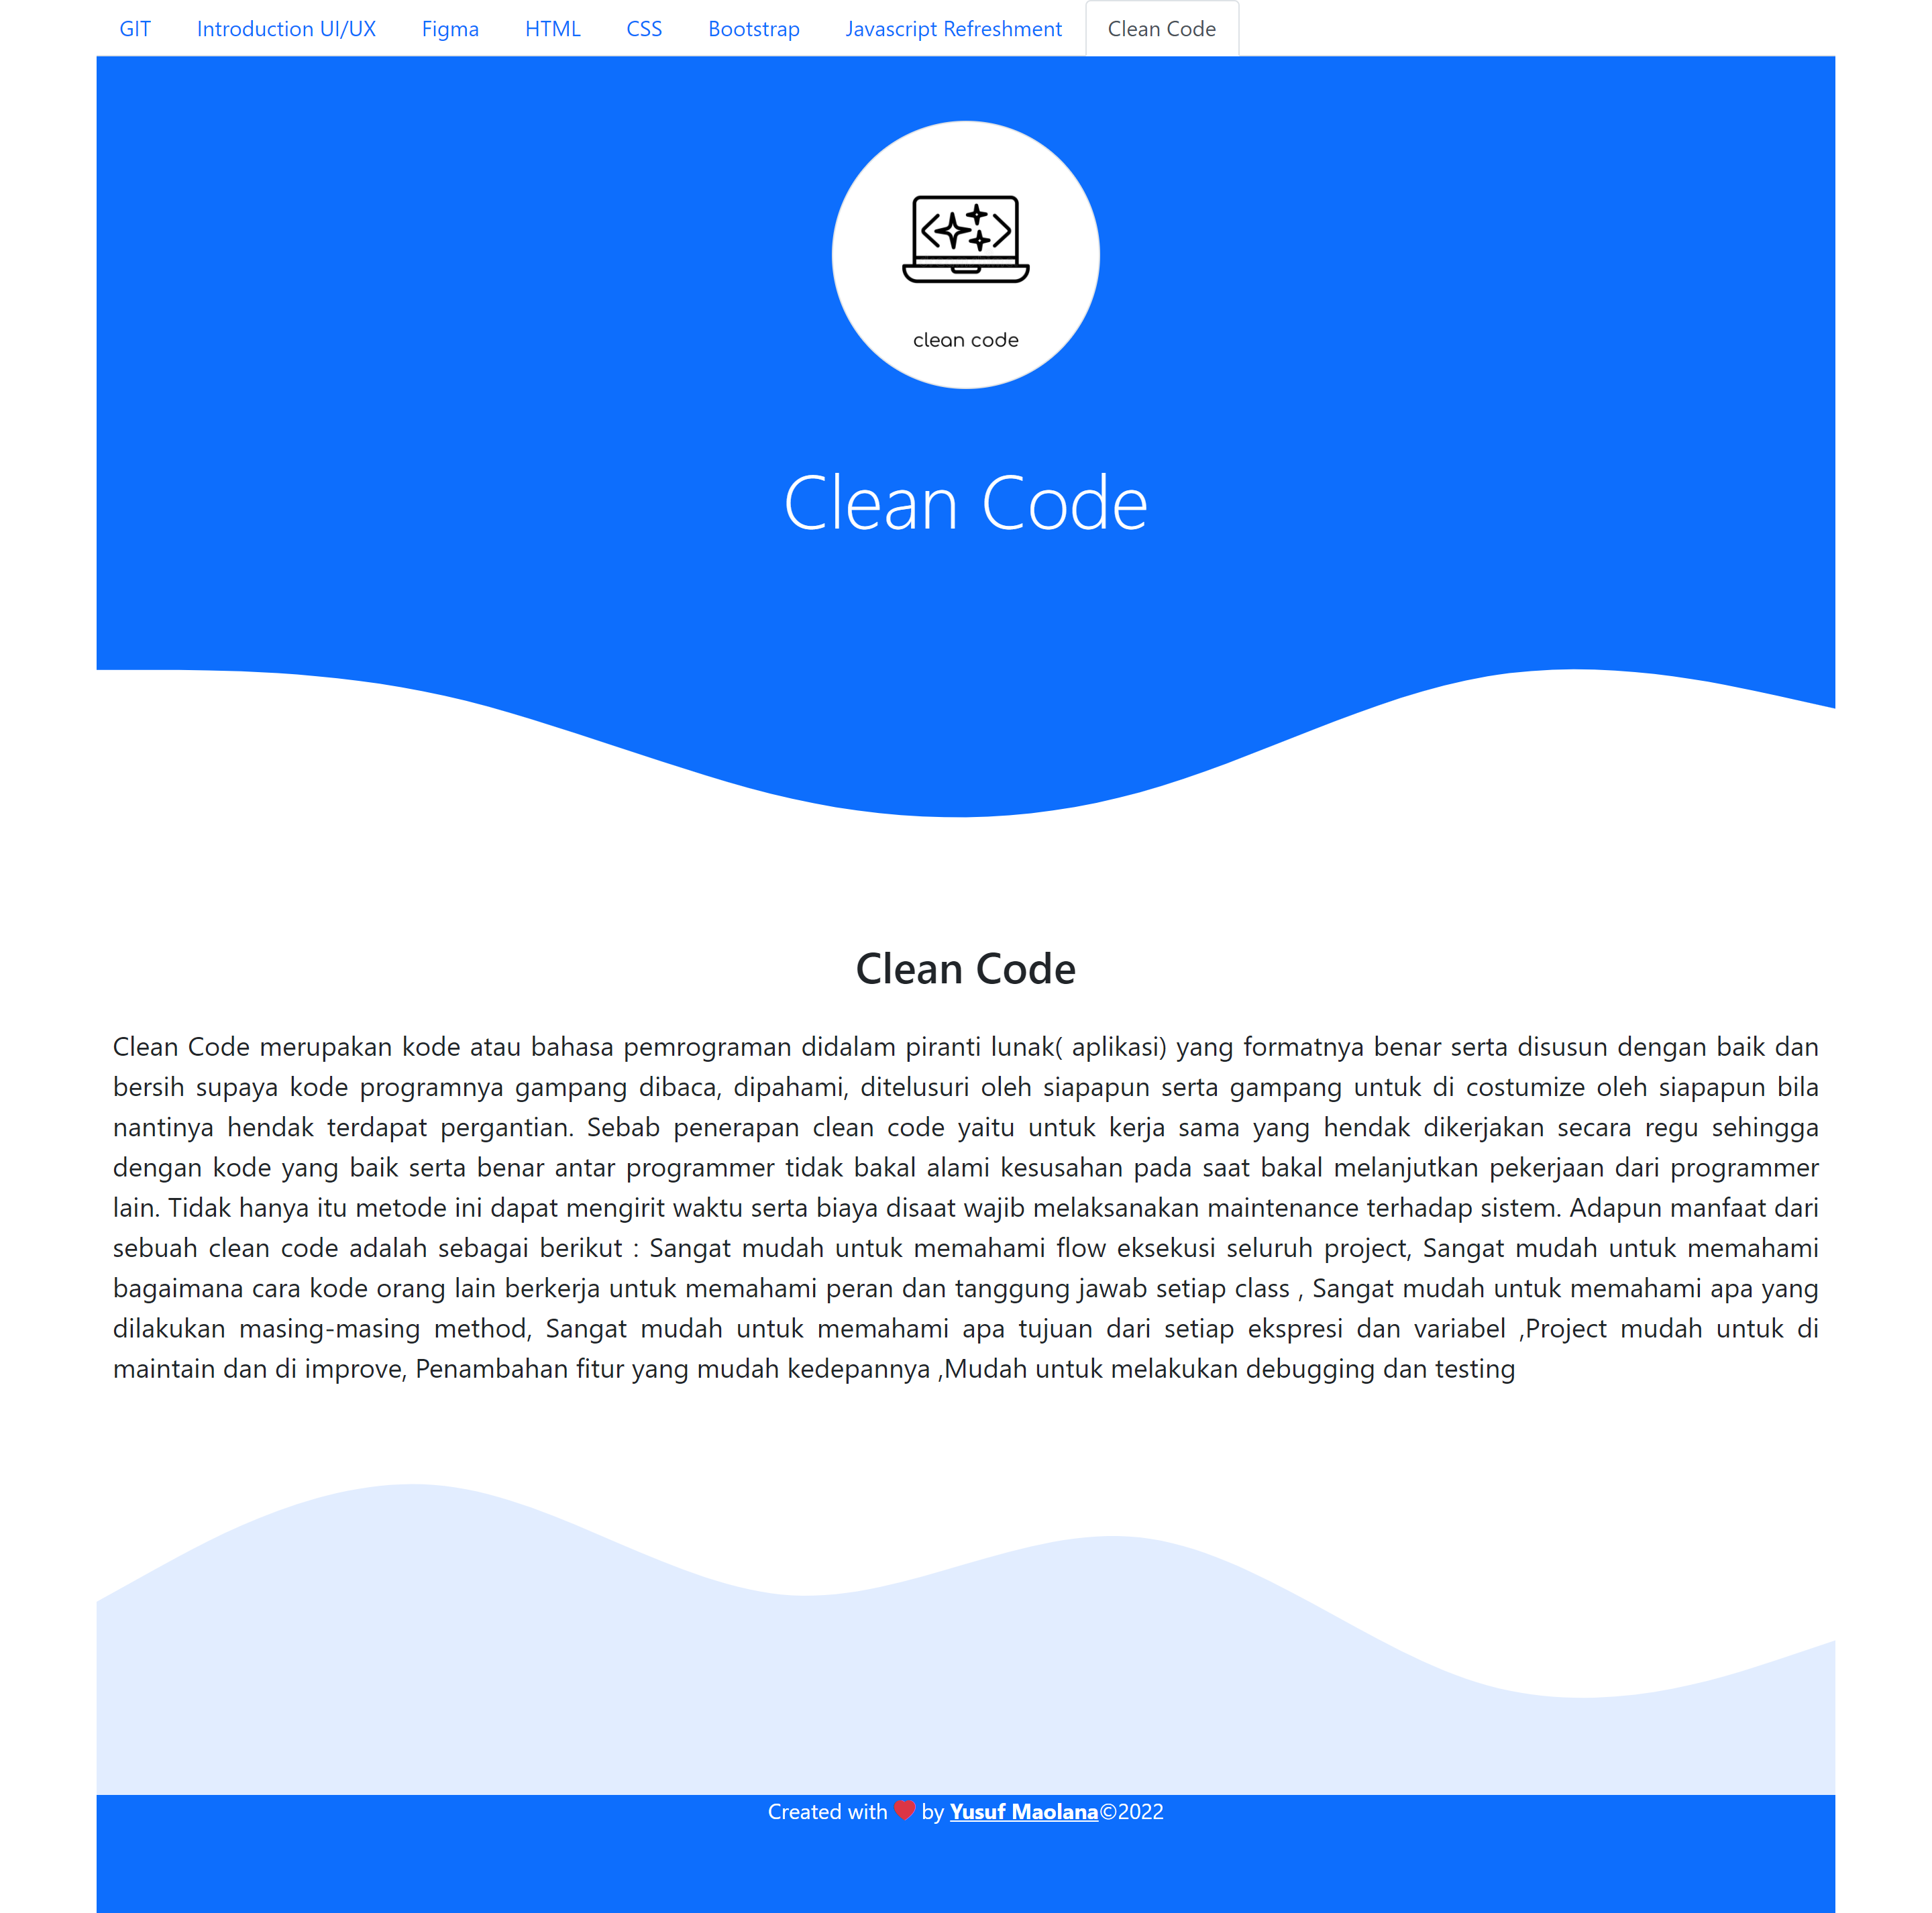 GIT Introduction UI/UX Figma HTML CSS Bootstrap Javascript Refreshment Clean Code
clean code
Clean Code
Clean Code
Clean Code merupakan kode atau bahasa pemrograman didalam piranti lunak( aplikasi) yang formatnya benar serta disusun dengan baik dan
bersih supaya kode programnya gampang dibaca, dipahami, ditelusuri oleh siapapun serta gampang untuk di costumize oleh siapapun bila
nantinya hendak terdapat pergantian. Sebab penerapan clean code yaitu untuk kerja sama yang hendak dikerjakan secara regu sehingga
dengan kode yang baik serta benar antar programmer tidak bakal alami kesusahan pada saat bakal melanjutkan pekerjaan dari programmer
lain. Tidak hanya itu metode ini dapat mengirit waktu serta biaya disaat wajib melaksanakan maintenance terhadap sistem. Adapun manfaat dari
sebuah clean code adalah sebagai berikut : Sangat mudah untuk memahami flow eksekusi seluruh project, Sangat mudah untuk memahami
bagaimana cara kode orang lain berkerja untuk memahami peran dan tanggung jawab setiap class , Sangat mudah untuk memahami apa yang
dilakukan masing-masing method, Sangat mudah untuk memahami apa tujuan dari setiap ekspresi dan variabel ,Project mudah untuk di
maintain dan di improve, Penambahan fitur yang mudah kedepannya ,Mudah untuk melakukan debugging dan testing
Created with ❤ by Yusuf Maolana©2022